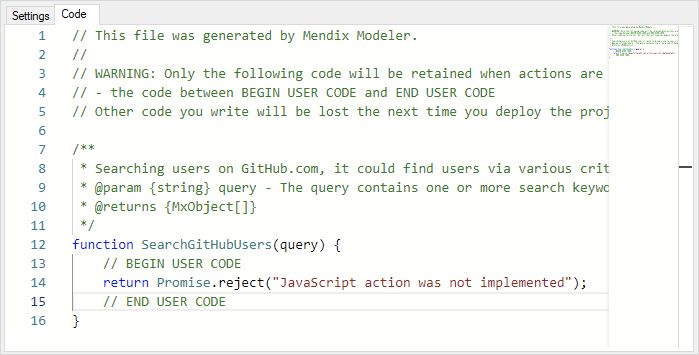 Settings Code
1 // This file was generated by Mendix Modeler.
2 //
3 // WARNING: Only the following code will be retained when actions are
4 // - the code between BEGIN USER CODE and END USER CODE
5 // Other code you write will be lost the next time you deploy the proj
6
7 /**
8 * Searching users on GitHub.com, it could find users via various crit
9 * @param {string} query - The query contains one or more search keywo
10 * @returns {MxObject[]}
11 */
12 function SearchGitHubUsers(query) {
13 // BEGIN USER CODE
14 return Promise.reject("JavaScript action was not implemented");
15 // END USER CODE
16 }